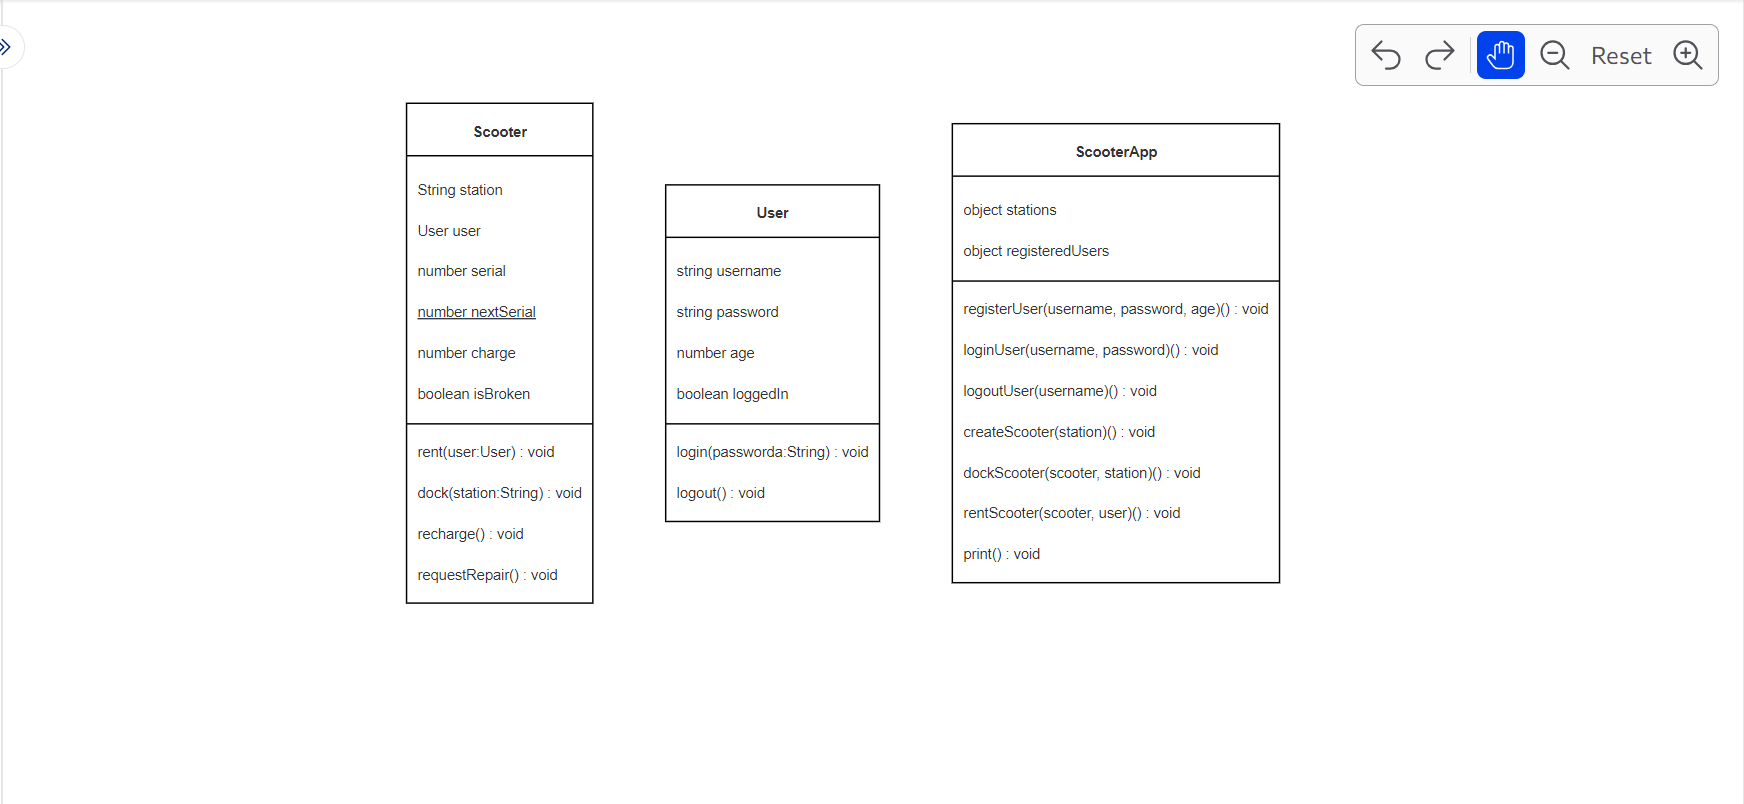 Reset
Scooter
String station
User user
number serial
number nextSerial
number charge
boolean isBroken
rent(user:User) : void
dock(station:String) : void
recharge() : void
requestRepair() : void
User
string username
string password
number age
boolean loggedIn
login(passworda:String) : void
logout() : void
ScooterApp
object stations
object registeredUsers
registerUser(username, password, age)() : void
loginUser(username, password)() : void
logoutUser(username)() : void
createScooter(station)() : void
dockScooter(scooter, station)() : void
rentScooter(scooter, user)() : void
print() : void